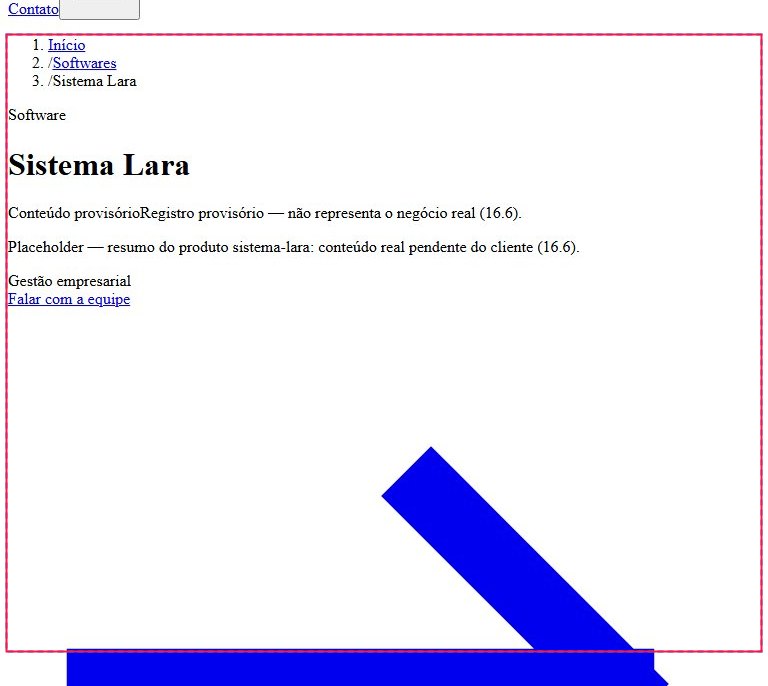 Contato
1. Início
2. /Softwares
3. /Sistema Lara
Software
Sistema Lara
Conteúdo provisórioRegistro provisório — não representa o negócio real (16.6).
Placeholder — resumo do produto sistema-lara: conteúdo real pendente do cliente (16.6).
Gestão empresarial
Falar com a equipe